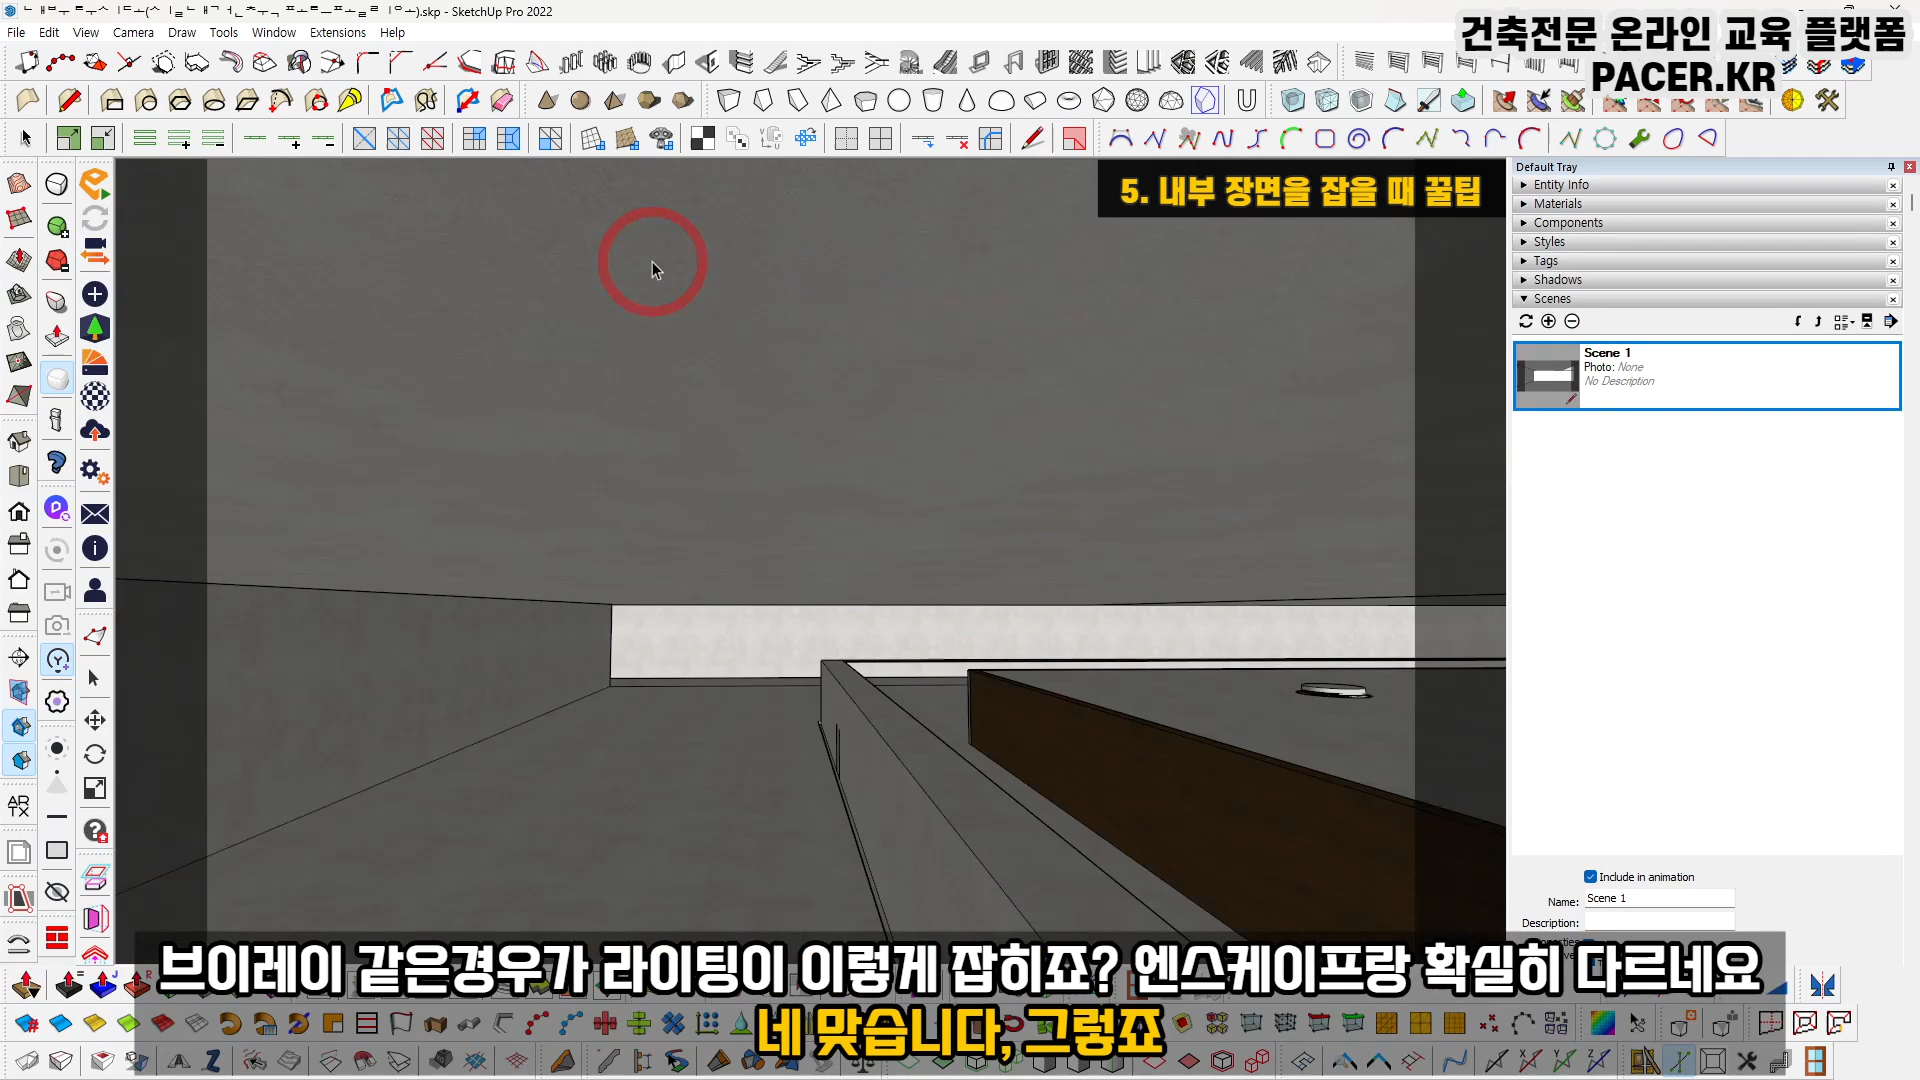 .skp - SketchUp Pro 2022
File Edit View Camera Draw Tools Window Extensions Help
건축전문 온라인 교육 플랫폼
PACER.KR
5. 내부 장면을 잡을 때 꿀팁
Default Tray
Entity Info
Materials
Components
Styles
Tags
Shadows
Scenes
Scene 1
Photo: None
No Description
Include in animation
Name: Scene 1
Description:
AR
TX
브이레이 같은경우가 라이팅이 이렇게 잡히죠? 엔스케이프랑 확실히 다르네요
네 맞습니다, 그렇죠